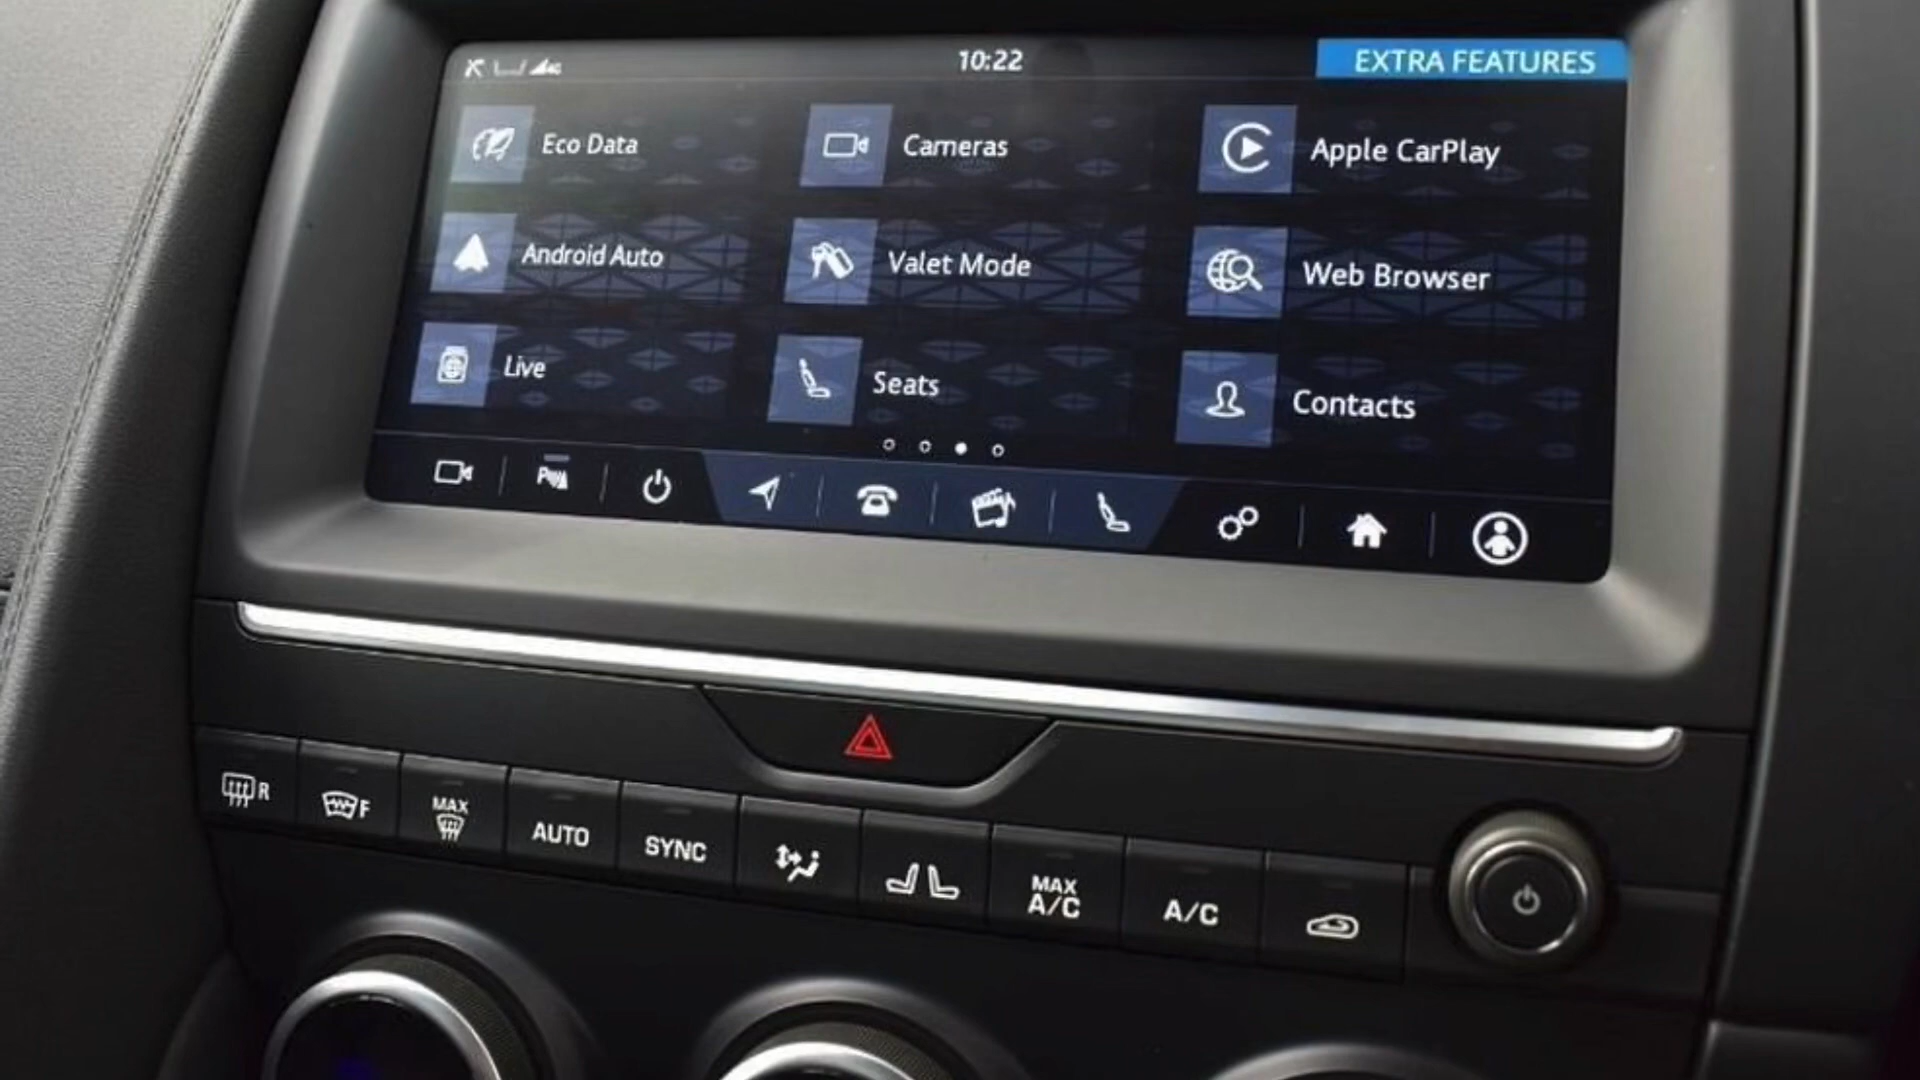 10:22
EXTRA FEATURES
Eco Data
Cameras
Apple CarPlay
Android Auto
Valet Mode
Web Browser
Live
Seats
Contacts
R
F
MAX
AUTO
SYNC
MAX
A/C
A/C